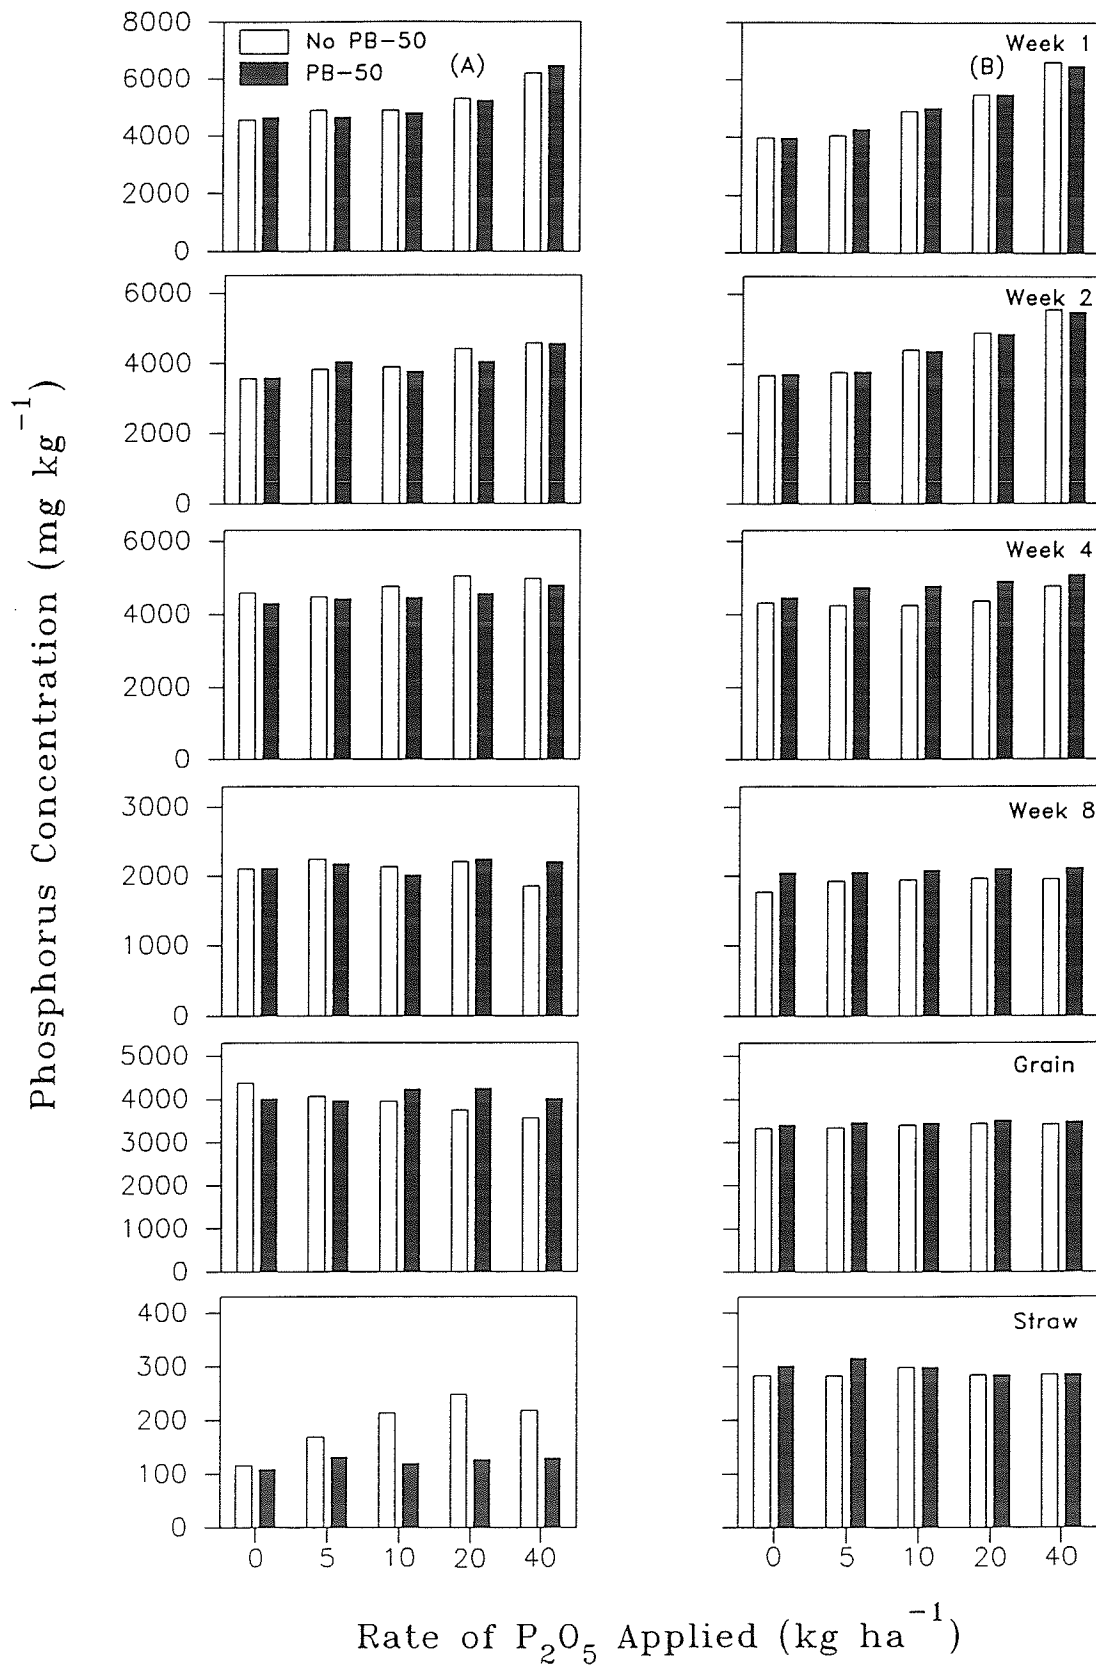 8000
6000
4000
2000
0
No PB-50
PB-50
(A)
Week 1
(B)
6000
4000
2000
0
Week 2
6000
4000
2000
0
Week 4
3000
2000
1000
0
Week 8
5000
4000
3000
2000
1000
0
Grain
400
300
200
100
0
Straw
0 5 10 20 40
0 5 10 20 40
Phosphorus Concentration (mg kg⁻¹)
Rate of P₂O₅ Applied (kg ha⁻¹)